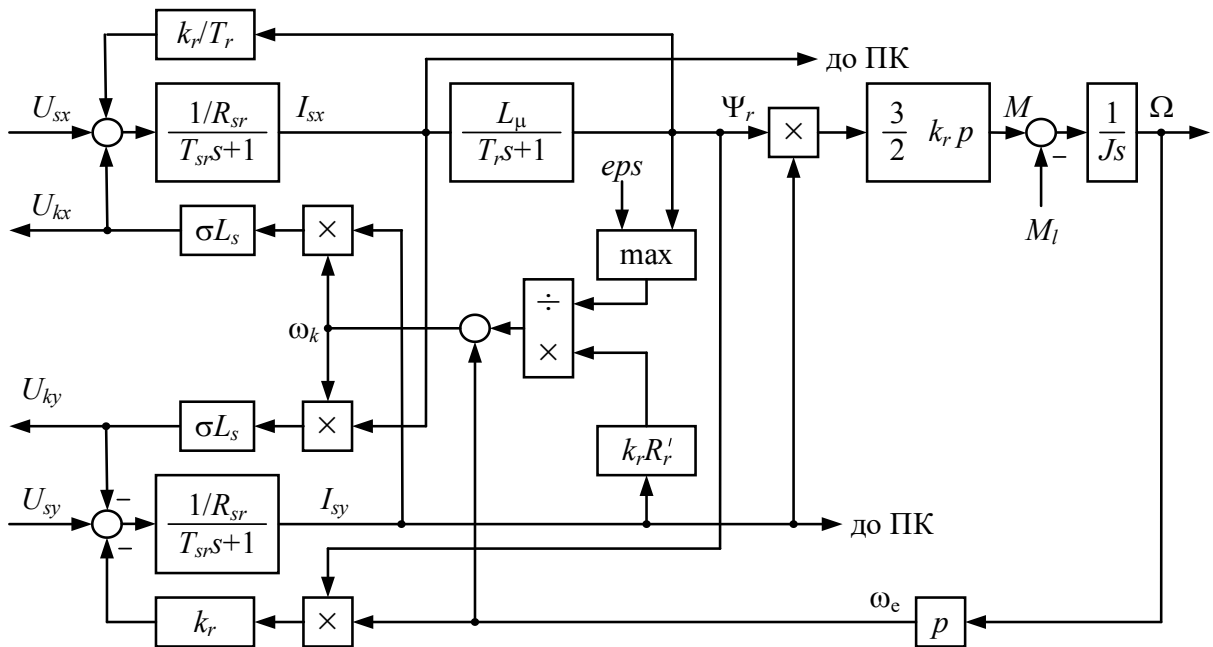 k_r/T_r
до ПК
U_sx
1/R_sr
T_sr s+1
I_sx
L_μ
T_r s+1
Ψ_r
×
3
2
k_r p
M
−
1
Js
Ω
eps
M_l
U_kx
σL_s
×
max
÷
×
ω_k
U_ky
σL_s
×
k_r R_r′
−
U_sy
1/R_sr
T_sr s+1
I_sy
до ПК
−
k_r
×
ω_e
p